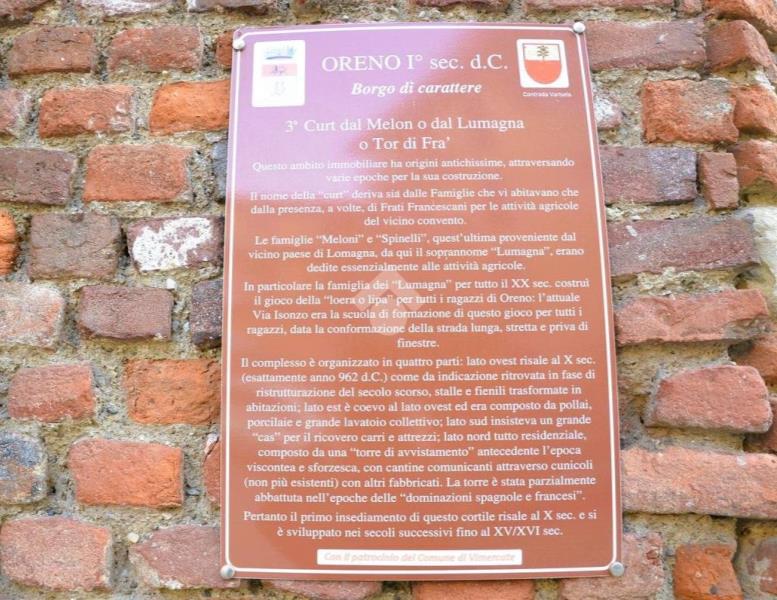 ORENO I° sec. d.C.
Borgo di carattere
Contrada Varisela
3° Curt dal Melon o dal Lumagna
o Tor di Fra’
Questo ambito immobiliare ha origini antichissime, attraversando
varie epoche per la sua costruzione.
Il nome della “curt” deriva sia dalle Famiglie che vi abitavano che
dalla presenza, a volte, di Frati Francescani per le attività agricole
del vicino convento.
Le famiglie “Meloni” e “Spinelli”, quest’ultima proveniente dal
vicino paese di Lomagna, da qui il soprannome “Lumagna”, erano
dedite essenzialmente alle attività agricole.
In particolare la famiglia dei “Lumagna” per tutto il XX sec. costruì
il gioco della “loera o lipa” per tutti i ragazzi di Oreno: l’attuale
Via Isonzo era la scuola di formazione di questo gioco per tutti i
ragazzi, data la conformazione della strada lunga, stretta e priva di
finestre.
Il complesso è organizzato in quattro parti: lato ovest risale al X sec.
(esattamente anno 962 d.C.) come da indicazione ritrovata in fase di
ristrutturazione del secolo scorso, stalle e fienili trasformate in
abitazioni; lato est è coevo al lato ovest ed era composto da pollai,
porcilaie e grande lavatoio collettivo; lato sud insisteva un grande
“cas” per il ricovero carri e attrezzi; lato nord tutto residenziale,
composto da una “torre di avvistamento” antecedente l’epoca
viscontea e sforzesca, con cantine comunicanti attraverso cunicoli
(non più esistenti) con altri fabbricati. La torre è stata parzialmente
abbattuta nell’epoche delle “dominazioni spagnole e francesi”.
Pertanto il primo insediamento di questo cortile risale al X sec. e si
è sviluppato nei secoli successivi fino al XV/XVI sec.
Con il patrocinio del Comune di Vimercate